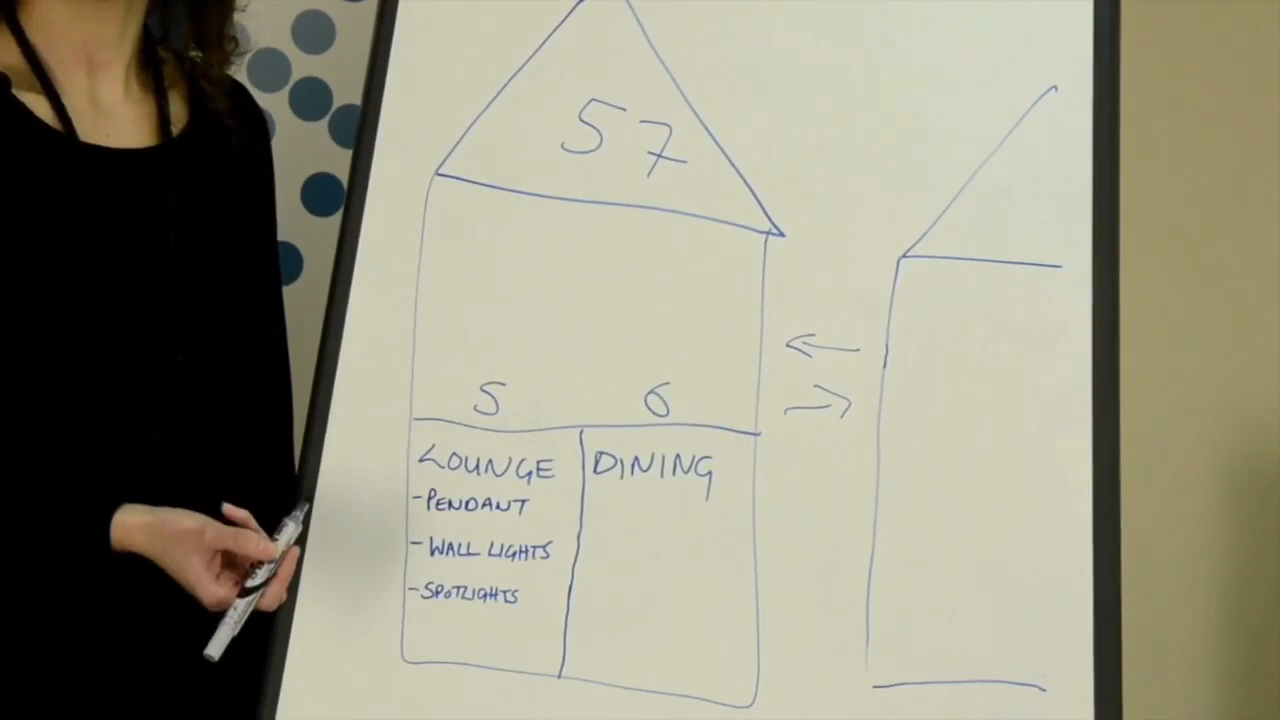 57
5 6
LOUNGE DINING
-PENDANT
-WALL LIGHTS
-SPOTLIGHTS